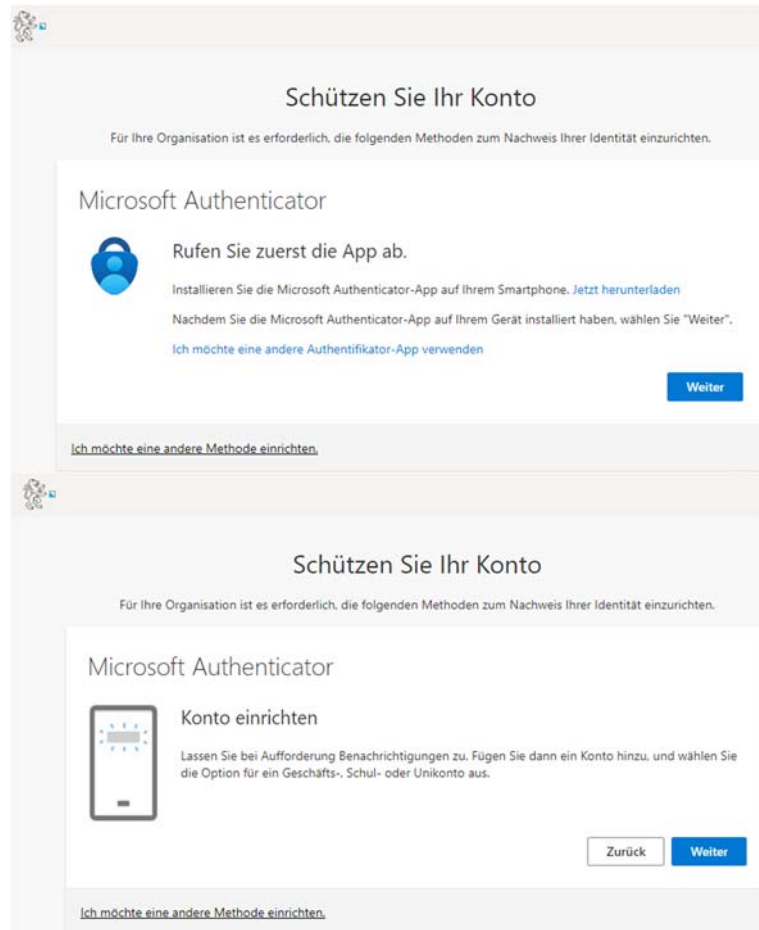 Schützen Sie Ihr Konto
Für Ihre Organisation ist es erforderlich, die folgenden Methoden zum Nachweis Ihrer Identität einzurichten.
Microsoft Authenticator
Rufen Sie zuerst die App ab.
Installieren Sie die Microsoft Authenticator-App auf Ihrem Smartphone. Jetzt herunterladen
Nachdem Sie die Microsoft Authenticator-App auf Ihrem Gerät installiert haben, wählen Sie "Weiter".
Ich möchte eine andere Authentifikator-App verwenden
Weiter
Ich möchte eine andere Methode einrichten.
Schützen Sie Ihr Konto
Für Ihre Organisation ist es erforderlich, die folgenden Methoden zum Nachweis Ihrer Identität einzurichten.
Microsoft Authenticator
Konto einrichten
Lassen Sie bei Aufforderung Benachrichtigungen zu. Fügen Sie dann ein Konto hinzu, und wählen Sie
die Option für ein Geschäfts-, Schul- oder Unikonto aus.
Zurück Weiter
Ich möchte eine andere Methode einrichten.